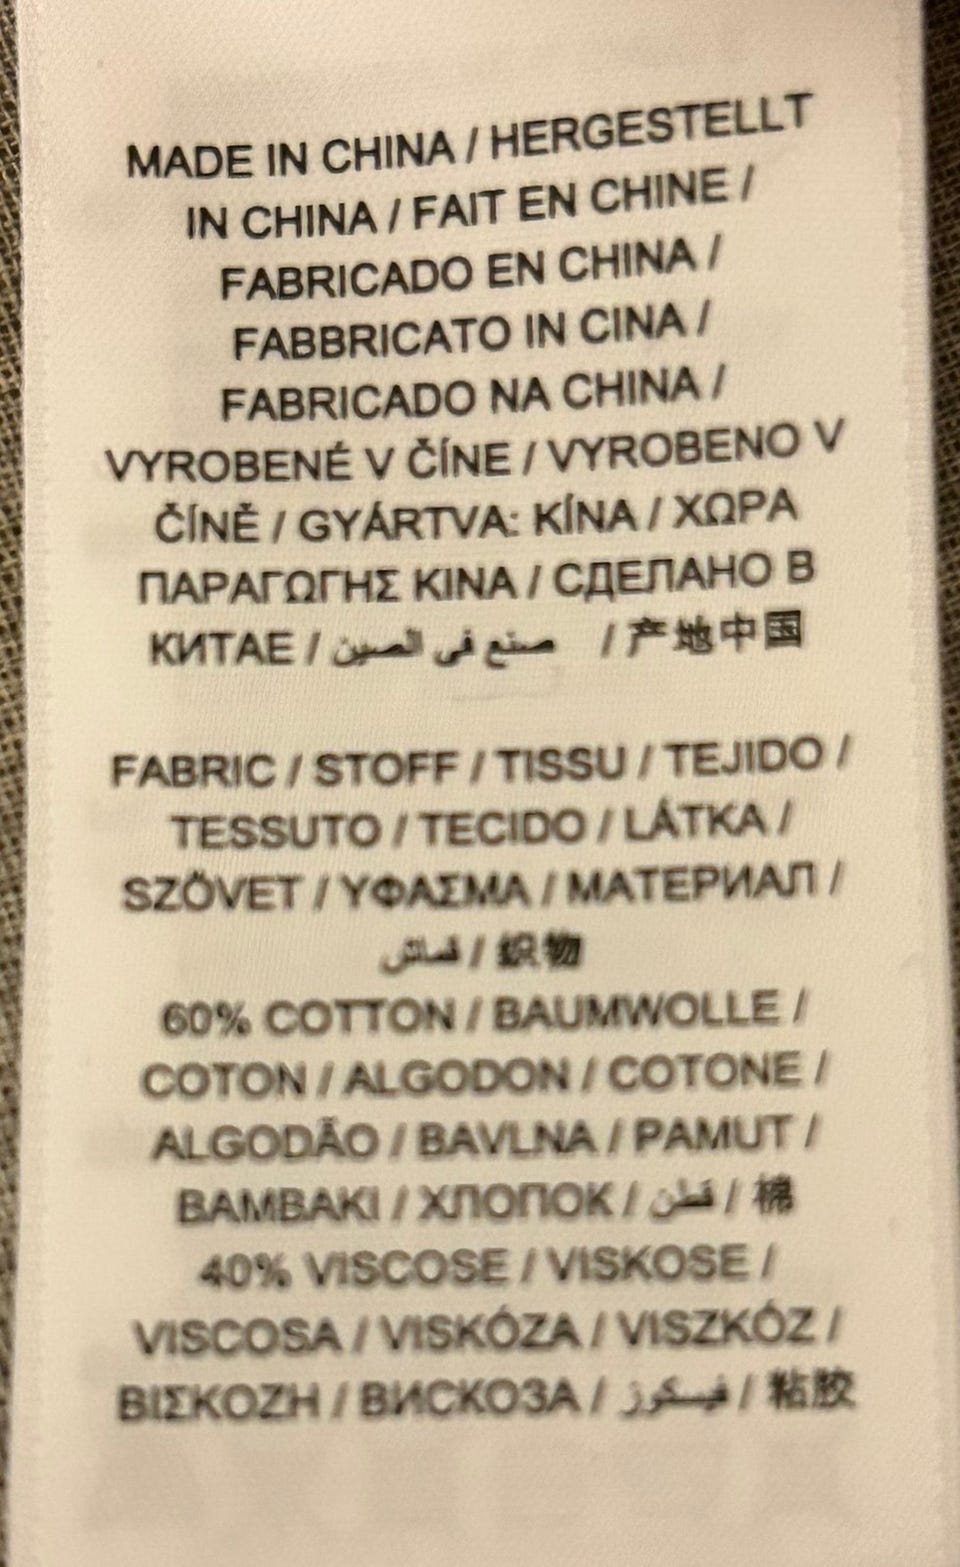 MADE IN CHINA / HERGESTELLT
IN CHINA / FAIT EN CHINE /
FABRICADO EN CHINA /
FABBRICATO IN CINA /
FABRICADO NA CHINA /
VYROBENÉ V ČÍNE / VYROBENO V
ČÍNĚ / GYÁRTVA: KÍNA / ΧΩΡΑ
ΠΑΡΑΓΩΓΗΣ ΚΙΝΑ / СДЕЛАНО В
КИТАЕ / صنع في الصين / 产地中国
FABRIC / STOFF / TISSU / TEJIDO /
TESSUTO / TECIDO / LÁTKA /
SZÖVET / ΥΦΑΣΜΑ / МАТЕРИАЛ /
قماش / 织物
60% COTTON / BAUMWOLLE /
COTON / ALGODON / COTONE /
ALGODÃO / BAVLNA / PAMUT /
ΒΑΜΒΑΚΙ / ХЛОПОК / قطن / 棉
40% VISCOSE / VISKOSE /
VISCOSA / VISKÓZA / VISZKÓZ /
ΒΙΣΚΟΖΗ / ВИСКОЗА / فيسكوز / 粘胶